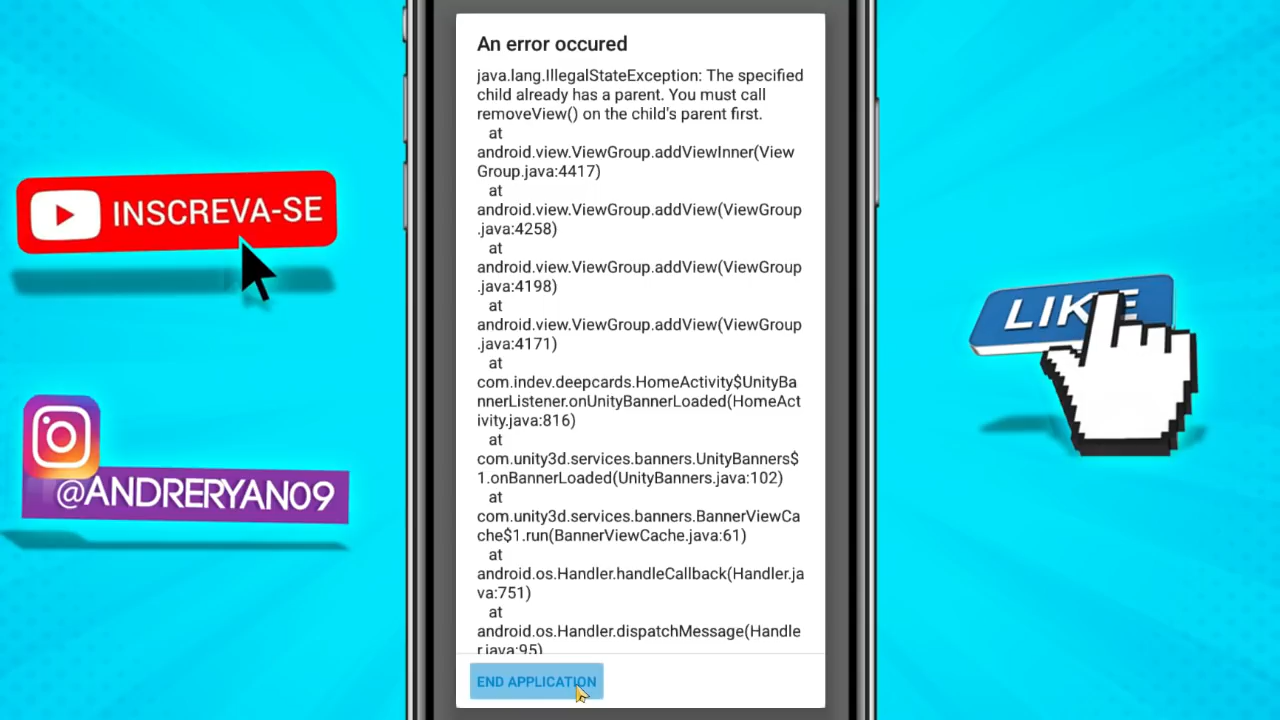 An error occured
java.lang.IllegalStateException: The specified
child already has a parent. You must call
removeView() on the child's parent first.
at
android.view.ViewGroup.addViewInner(View
Group.java:4417)
at
android.view.ViewGroup.addView(ViewGroup
.java:4258)
at
android.view.ViewGroup.addView(ViewGroup
.java:4198)
at
android.view.ViewGroup.addView(ViewGroup
.java:4171)
at
com.indev.deepcards.HomeActivity$UnityBa
nnerListener.onUnityBannerLoaded(HomeAct
ivity.java:816)
at
com.unity3d.services.banners.UnityBanners$
1.onBannerLoaded(UnityBanners.java:102)
at
com.unity3d.services.banners.BannerViewCa
che$1.run(BannerViewCache.java:61)
at
android.os.Handler.handleCallback(Handler.ja
va:751)
at
android.os.Handler.dispatchMessage(Handle
r.java:95)
END APPLICATION
INSCREVA-SE
@ANDRERYAN09
LIKE